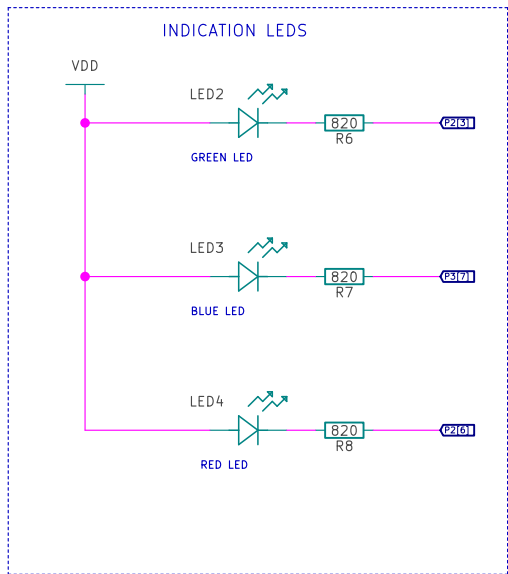 INDICATION LEDS
VDD
LED2
820
P2[3]
R6
GREEN LED
LED3
820
P3[7]
R7
BLUE LED
LED4
820
P2[6]
R8
RED LED